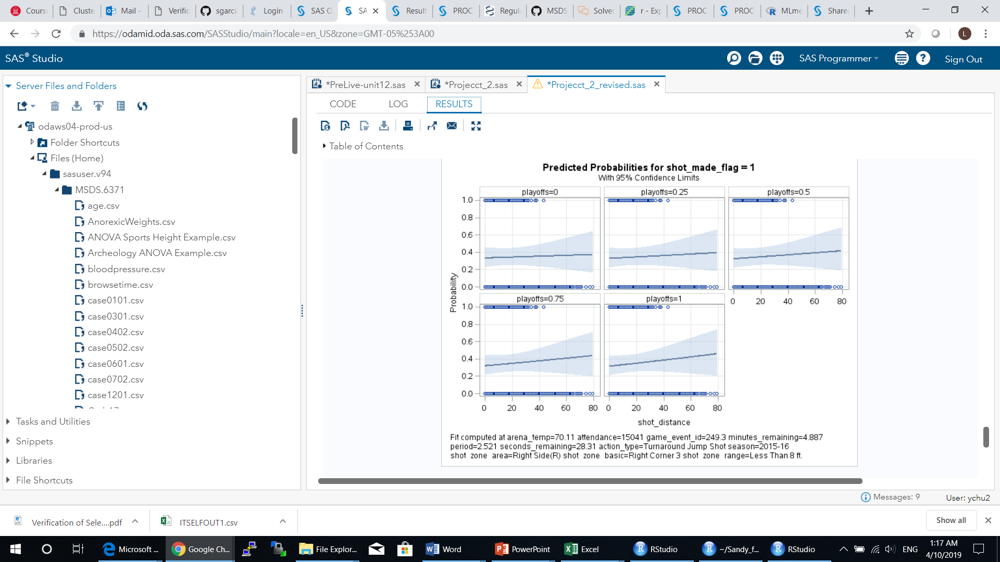 Cours
Cluste
Mail -
Verific
sgarci
Login
SAS O
SA
Result
PROC
Regul
MSDS
Solve
r - Exp
PROC
PROC
MLme
Share
https://odamid.oda.sas.com/SASStudio/main?locale=en_US&zone=GMT-05%253A00
L
SAS® Studio
SAS Programmer
Sign Out
Server Files and Folders
odaws04-prod-us
Folder Shortcuts
Files (Home)
sasuser.v94
MSDS.6371
age.csv
AnorexicWeights.csv
ANOVA Sports Height Example.csv
Archeology ANOVA Example.csv
bloodpressure.csv
browsetime.csv
case0101.csv
case0301.csv
case0402.csv
case0502.csv
case0601.csv
case0702.csv
case1201.csv
Tasks and Utilities
Snippets
Libraries
File Shortcuts
*PreLive-unit12.sas
*Projecct_2.sas
*Projecct_2_revised.sas
CODE LOG RESULTS
Table of Contents
Predicted Probabilities for shot_made_flag = 1
With 95% Confidence Limits
playoffs=0 playoffs=0.25 playoffs=0.5
1.0
0.8
0.6
0.4
0.2
0.0
0 20 40 60 80
playoffs=0.75 playoffs=1
1.0
0.8
0.6
0.4
0.2
0.0
0 20 40 60 80 0 20 40 60 80
Probability
shot_distance
Fit computed at arena_temp=70.11 attendance=15041 game_event_id=249.3 minutes_remaining=4.887
period=2.521 seconds_remaining=28.31 action_type=Turnaround Jump Shot season=2015-16
shot_zone_area=Right Side(R) shot_zone_basic=Right Corner 3 shot_zone_range=Less Than 8 ft.
Messages: 9
User: ychu2
Verification of Sele....pdf
ITSELFOUT1.csv
Show all
Microsoft ...
Google Ch...
File Explor...
Word
PowerPoint
Excel
RStudio
~/Sandy_f...
RStudio
ENG
1:17 AM
4/10/2019